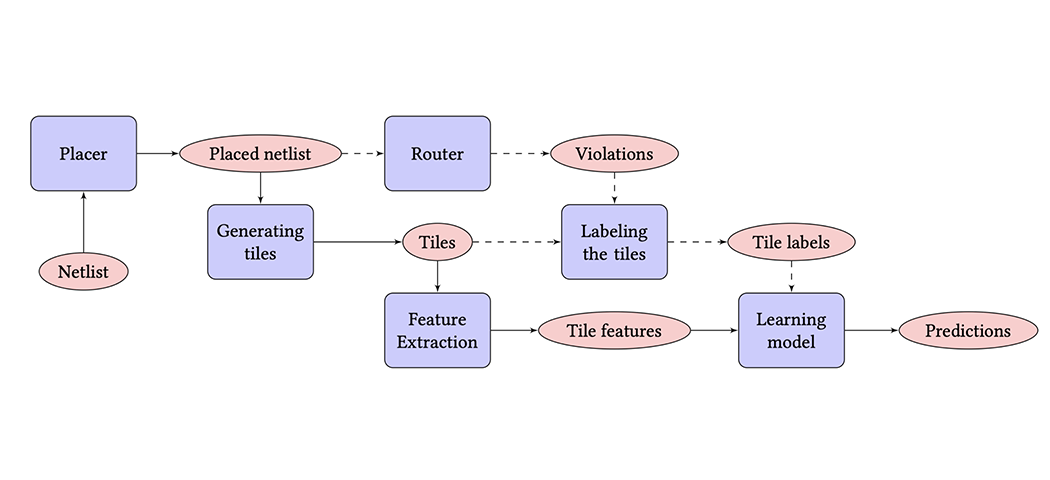 Placer
Placed netlist
Router
Violations
Generating
tiles
Tiles
Labeling
the tiles
Tile labels
Netlist
Feature
Extraction
Tile features
Learning
model
Predictions